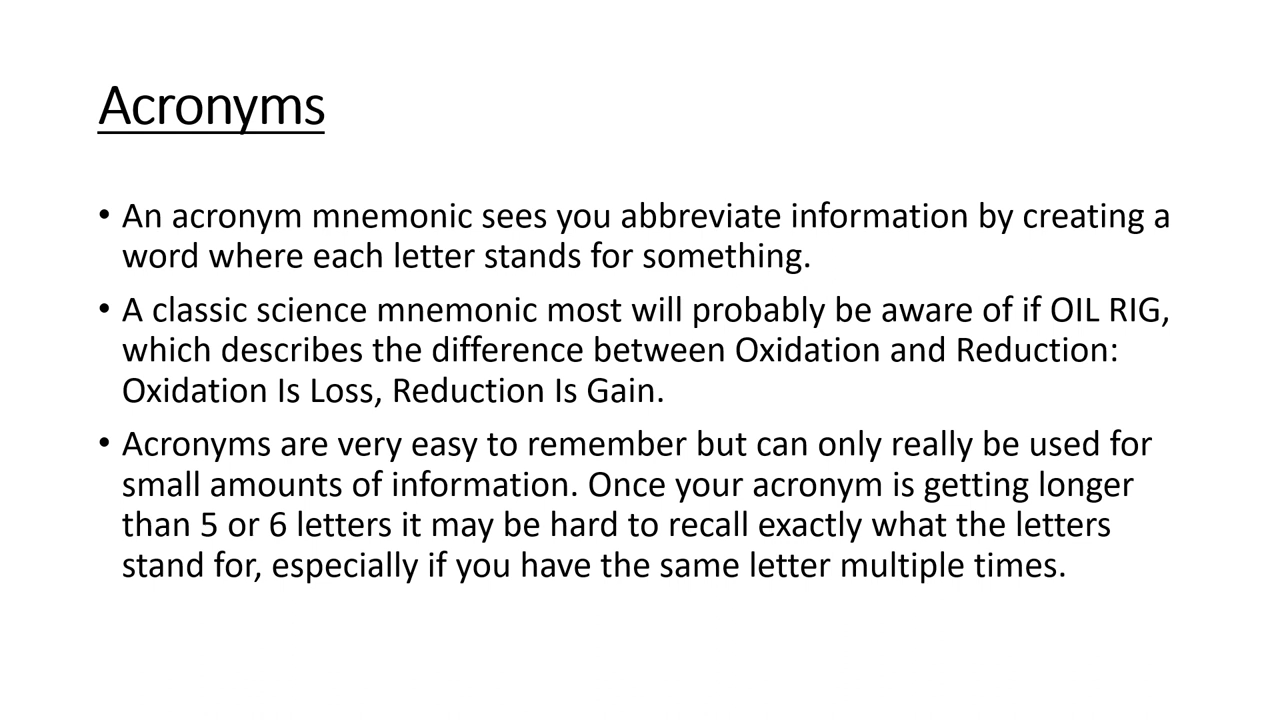 Acronyms
• An acronym mnemonic sees you abbreviate information by creating a
word where each letter stands for something.
• A classic science mnemonic most will probably be aware of if OIL RIG,
which describes the difference between Oxidation and Reduction:
Oxidation Is Loss, Reduction Is Gain.
• Acronyms are very easy to remember but can only really be used for
small amounts of information. Once your acronym is getting longer
than 5 or 6 letters it may be hard to recall exactly what the letters
stand for, especially if you have the same letter multiple times.